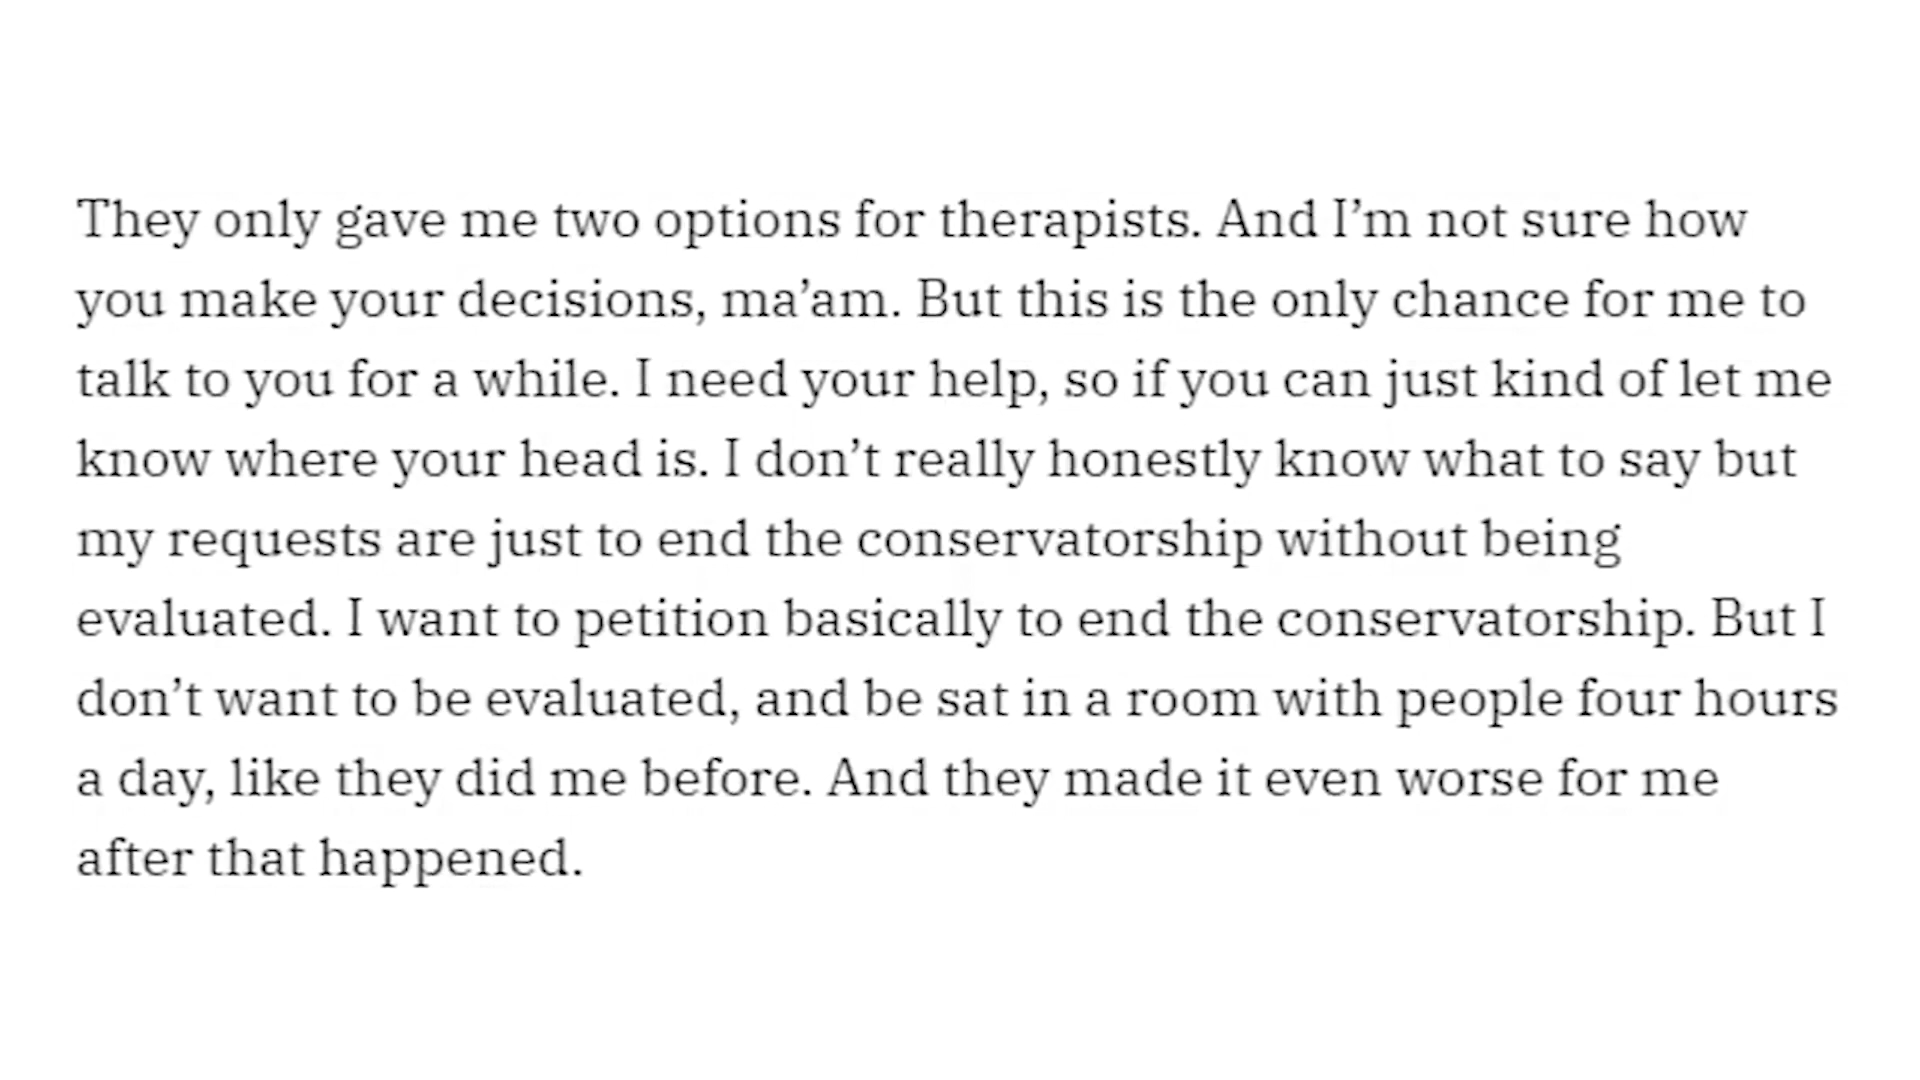 They only gave me two options for therapists. And I’m not sure how
you make your decisions, ma’am. But this is the only chance for me to
talk to you for a while. I need your help, so if you can just kind of let me
know where your head is. I don’t really honestly know what to say but
my requests are just to end the conservatorship without being
evaluated. I want to petition basically to end the conservatorship. But I
don’t want to be evaluated, and be sat in a room with people four hours
a day, like they did me before. And they made it even worse for me
after that happened.